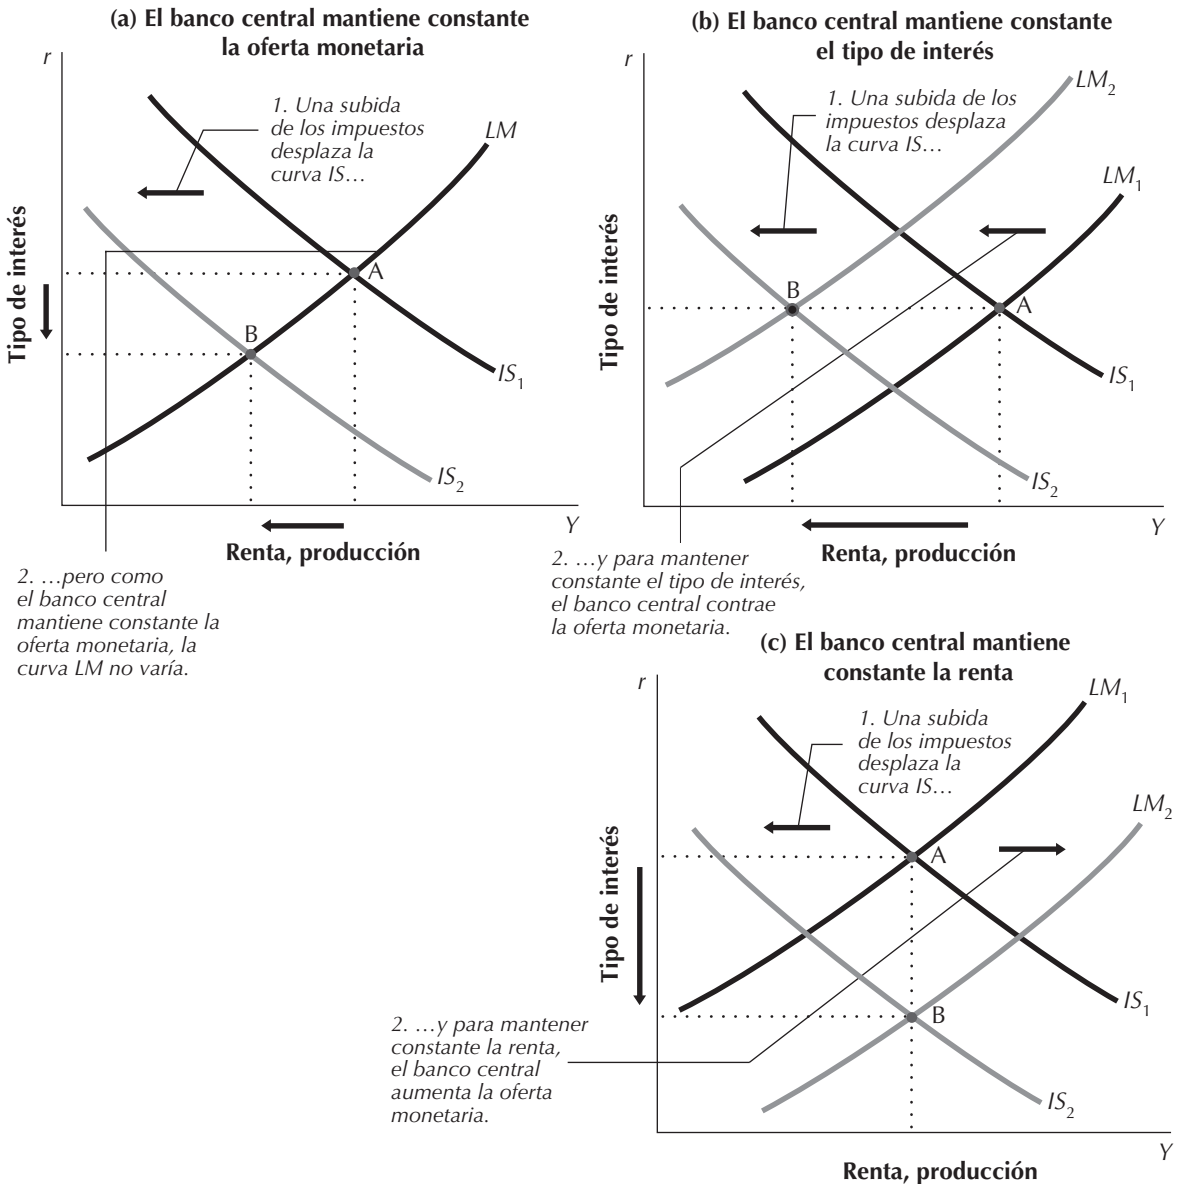 (a) El banco central mantiene constante
la oferta monetaria
r
1. Una subida
de los impuestos
desplaza la
curva IS…
LM
Tipo de interés
A
B
IS1
IS2
Y
Renta, producción
2. …pero como
el banco central
mantiene constante la
oferta monetaria, la
curva LM no varía.
(b) El banco central mantiene constante
el tipo de interés
r
LM2
1. Una subida de los
impuestos desplaza
la curva IS…
LM1
Tipo de interés
B
A
IS1
IS2
Y
Renta, producción
2. …y para mantener
constante el tipo de interés,
el banco central contrae
la oferta monetaria.
(c) El banco central mantiene
constante la renta
r
LM1
1. Una subida
de los impuestos
desplaza la
curva IS…
LM2
Tipo de interés
A
B
IS1
2. …y para mantener
constante la renta,
el banco central
aumenta la oferta
monetaria.
IS2
Y
Renta, producción